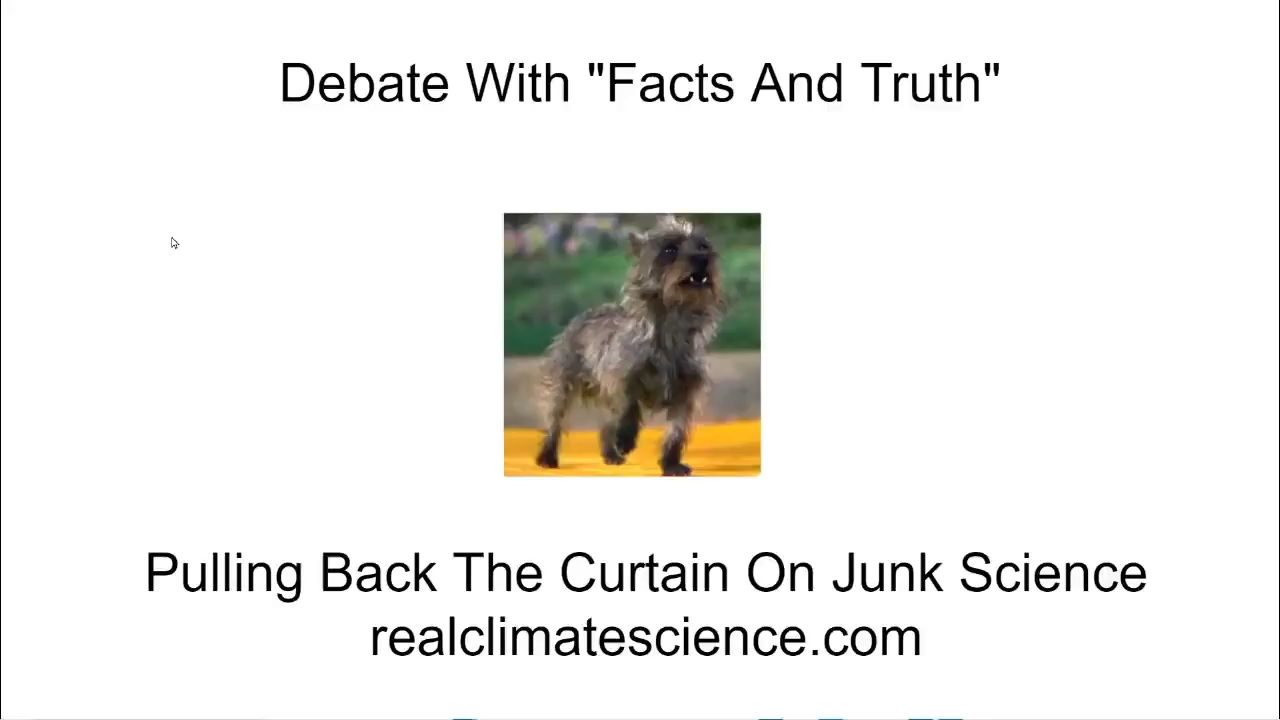 Debate With "Facts And Truth"
Pulling Back The Curtain On Junk Science
realclimatescience.com